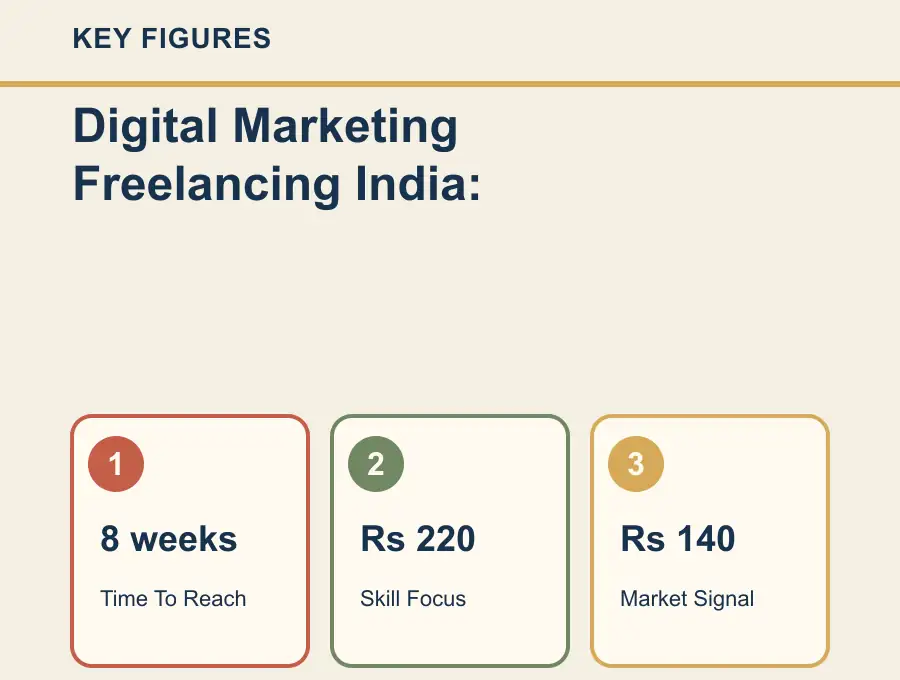 KEY FIGURES
Digital Marketing
Freelancing India:
1
8 weeks
Time To Reach
2
Rs 220
Skill Focus
3
Rs 140
Market Signal